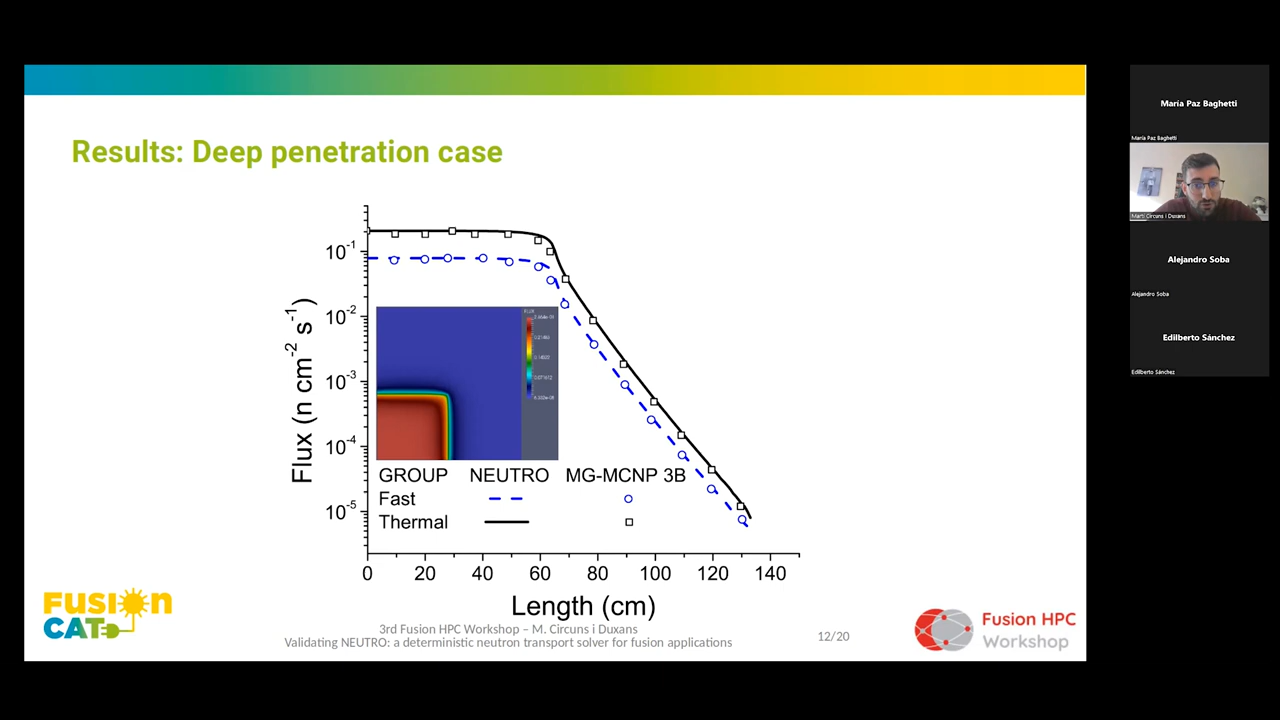 Results: Deep penetration case
Flux (n cm⁻² s⁻¹)
10⁻¹
10⁻²
10⁻³
10⁻⁴
10⁻⁵
FLUX
GROUP NEUTRO MG-MCNP 3B
Fast
Thermal
0 20 40 60 80 100 120 140
Length (cm)
FUSION
CAT
3rd Fusion HPC Workshop – M. Circuns i Duxans
Validating NEUTRO: a deterministic neutron transport solver for fusion applications
12/20
Fusion HPC
Workshop
María Paz Baghetti
María Paz Baghetti
Martí Circuns i Duxans
Alejandro Soba
Alejandro Soba
Edilberto Sánchez
Edilberto Sánchez